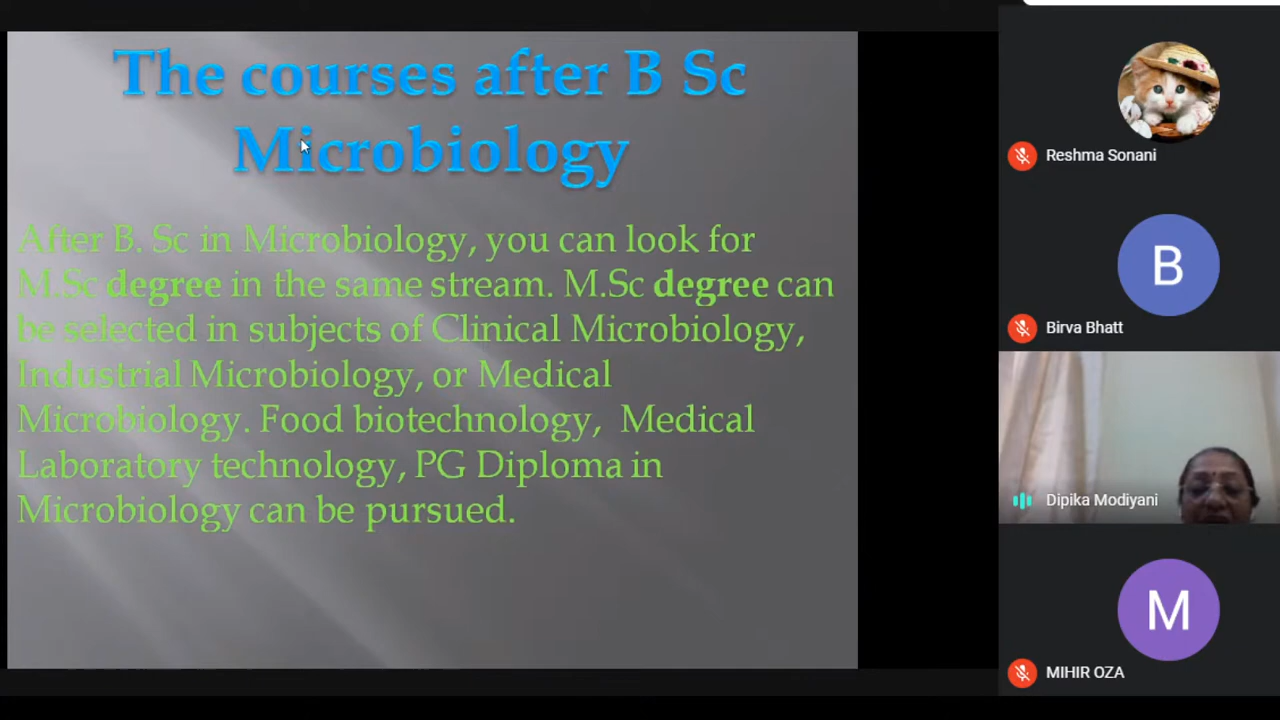 The courses after B Sc
Microbiology
After B. Sc in Microbiology, you can look for
M.Sc degree in the same stream. M.Sc degree can
be selected in subjects of Clinical Microbiology,
Industrial Microbiology, or Medical
Microbiology. Food biotechnology, Medical
Laboratory technology, PG Diploma in
Microbiology can be pursued.
Reshma Sonani
B
Birva Bhatt
Dipika Modiyani
M
MIHIR OZA